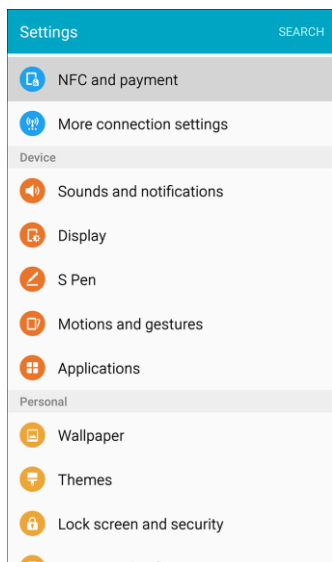 Settings SEARCH
NFC and payment
More connection settings
Device
Sounds and notifications
Display
S Pen
Motions and gestures
Applications
Personal
Wallpaper
Themes
Lock screen and security